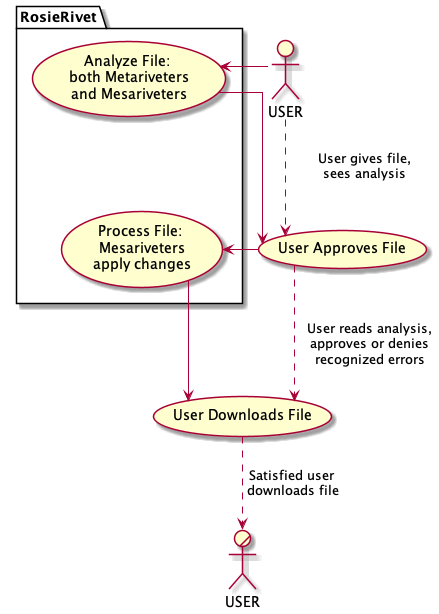 RosieRivet
Analyze File:
both Metariveters
and Mesariveters
USER
User gives file,
sees analysis
Process File:
Mesariveters
apply changes
User Approves File
User reads analysis,
approves or denies
recognized errors
User Downloads File
Satisfied user
downloads file
USER